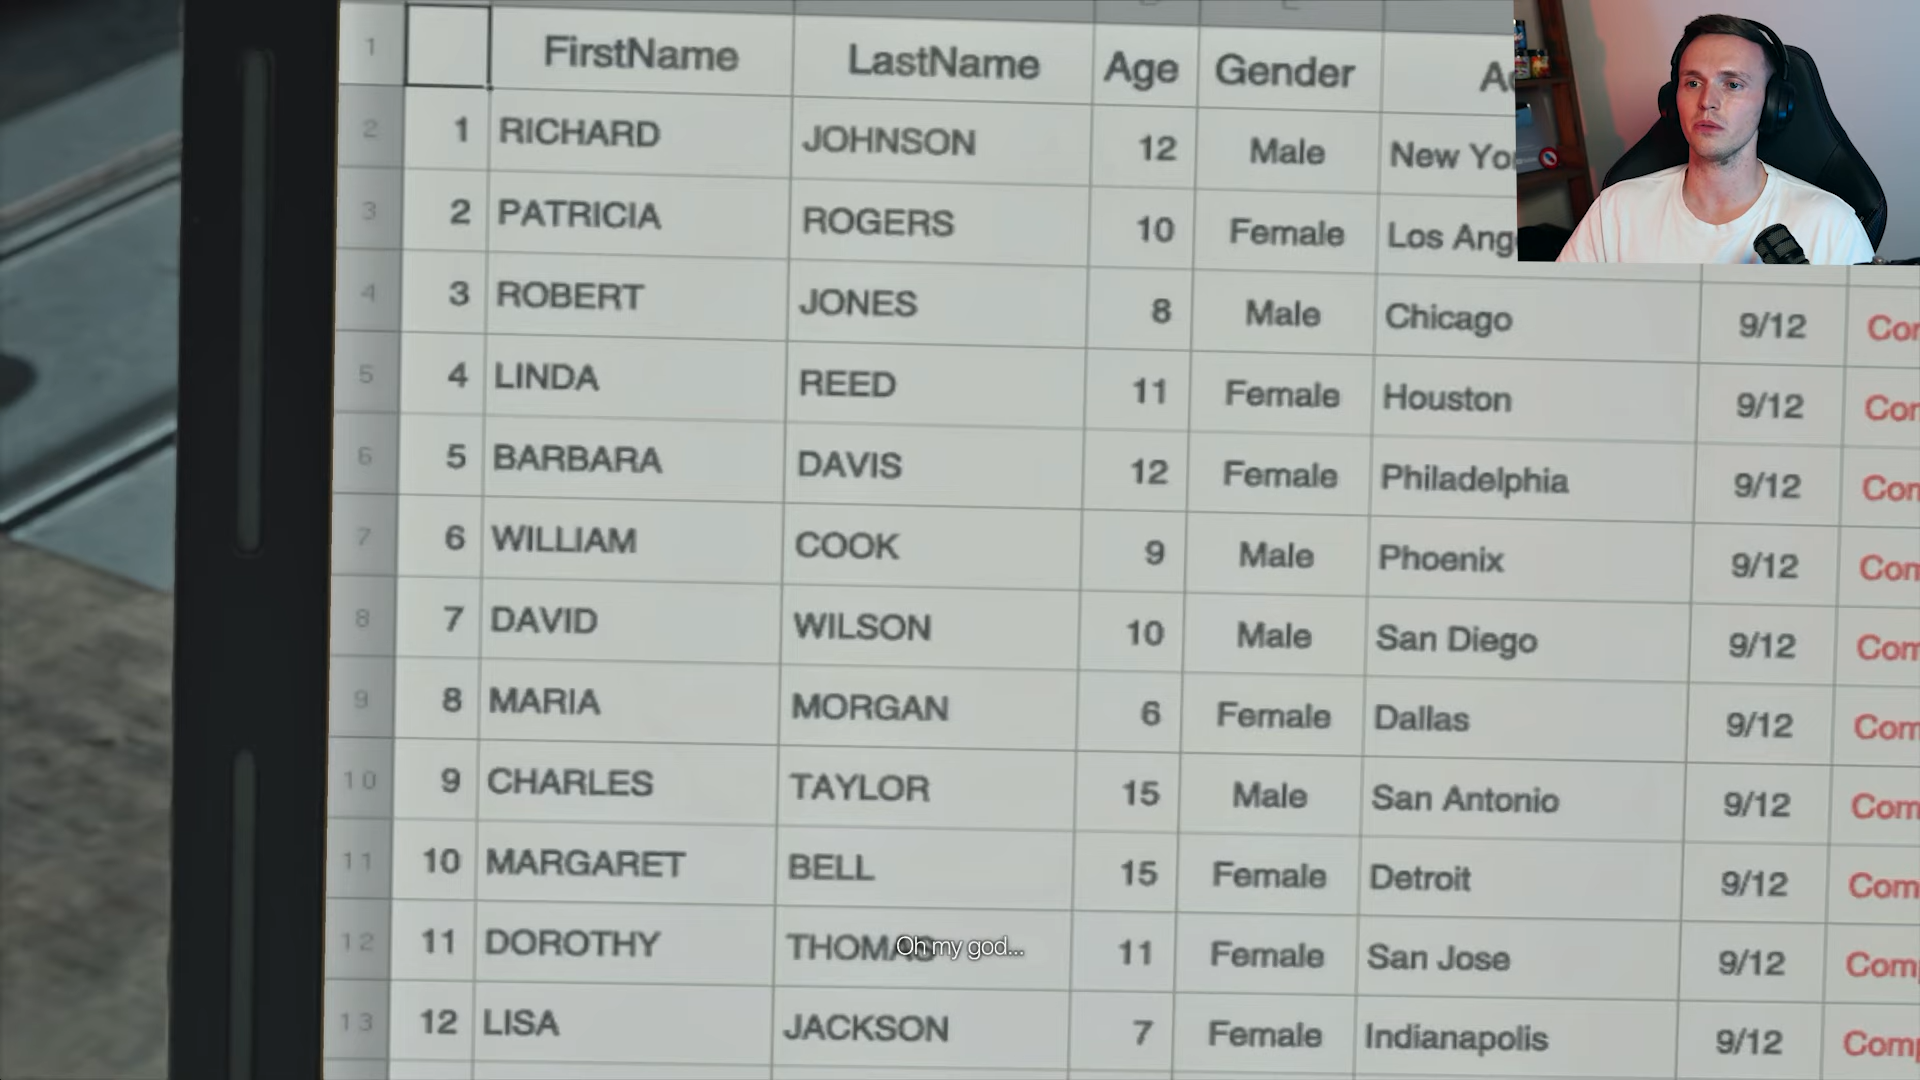 1 FirstName LastName Age Gender
2 1 RICHARD JOHNSON 12 Male New
3 2 PATRICIA ROGERS 10 Female Los
4 3 ROBERT JONES 8 Male Chicago 9/12
5 4 LINDA REED 11 Female Houston 9/12
6 5 BARBARA DAVIS 12 Female Philadelphia 9/12
7 6 WILLIAM COOK 9 Male Phoenix 9/12
8 7 DAVID WILSON 10 Male San Diego 9/12
9 8 MARIA MORGAN 6 Female Dallas 9/12
10 9 CHARLES TAYLOR 15 Male San Antonio 9/12
11 10 MARGARET BELL 15 Female Detroit 9/12
12 11 DOROTHY THOMAS 11 Female San Jose 9/12
Oh my god...
13 12 LISA JACKSON 7 Female Indianapolis 9/12